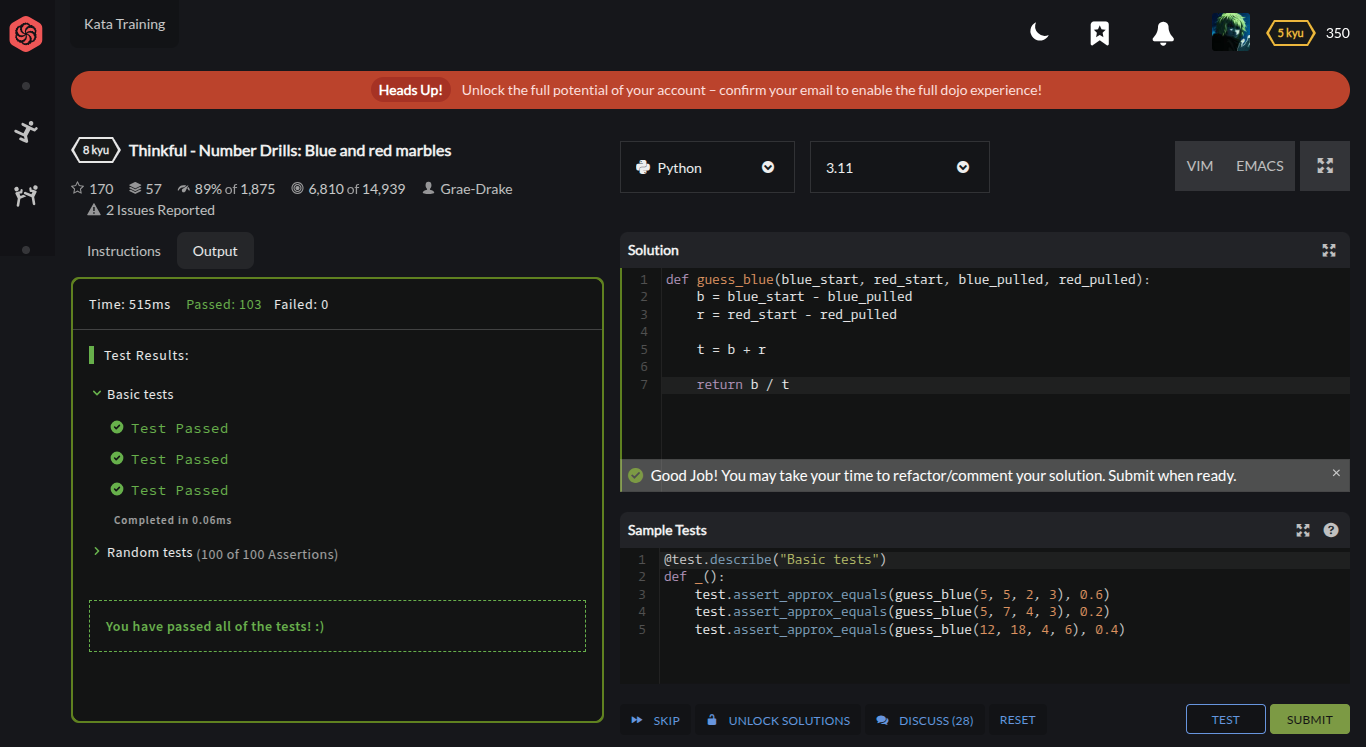 Kata Training
5 kyu 350
Heads Up! Unlock the full potential of your account – confirm your email to enable the full dojo experience!
8 kyu Thinkful - Number Drills: Blue and red marbles
170 57 89% of 1,875 6,810 of 14,939 Grae-Drake
2 Issues Reported
Instructions Output
Time: 515ms Passed: 103 Failed: 0
Test Results:
Basic tests
Test Passed
Test Passed
Test Passed
Completed in 0.06ms
Random tests (100 of 100 Assertions)
You have passed all of the tests! :)
Python 3.11 VIM EMACS
Solution
1 def guess_blue(blue_start, red_start, blue_pulled, red_pulled):
2     b = blue_start - blue_pulled
3     r = red_start - red_pulled
4
5     t = b + r
6
7     return b / t
Good Job! You may take your time to refactor/comment your solution. Submit when ready. ×
Sample Tests ?
1 @test.describe("Basic tests")
2 def _():
3     test.assert_approx_equals(guess_blue(5, 5, 2, 3), 0.6)
4     test.assert_approx_equals(guess_blue(5, 7, 4, 3), 0.2)
5     test.assert_approx_equals(guess_blue(12, 18, 4, 6), 0.4)
SKIP UNLOCK SOLUTIONS DISCUSS (28) RESET TEST SUBMIT